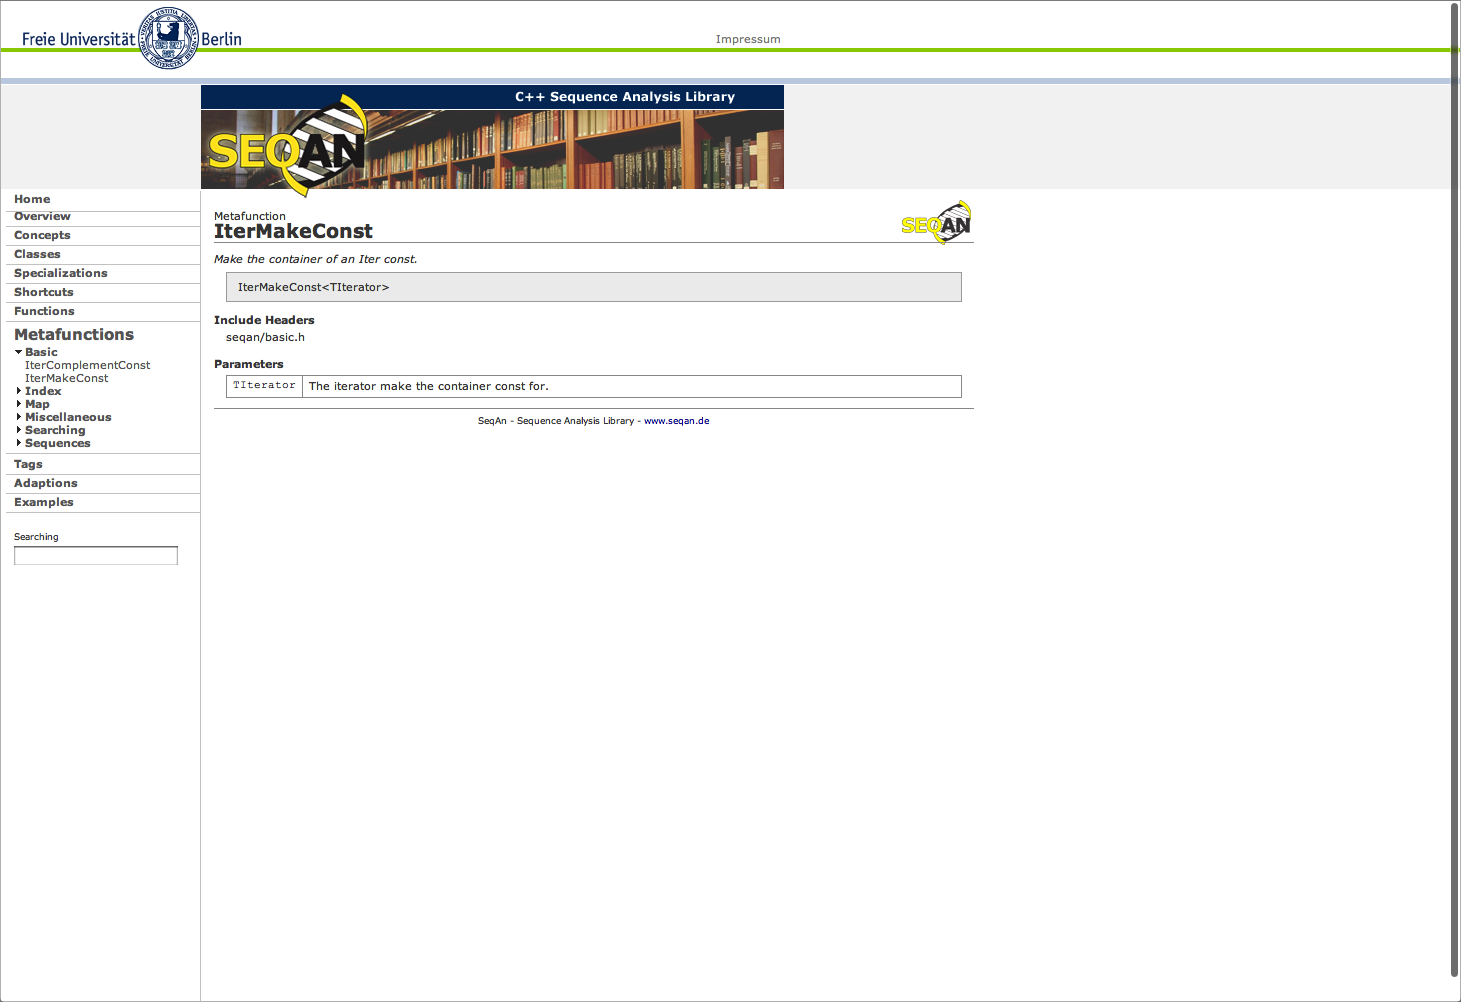 Freie Universität Berlin
Impressum
C++ Sequence Analysis Library
SEQAN
Home
Overview
Concepts
Classes
Specializations
Shortcuts
Functions
Metafunctions
Basic
IterComplementConst
IterMakeConst
Index
Map
Miscellaneous
Searching
Sequences
Tags
Adaptions
Examples
Searching
Metafunction
IterMakeConst
SEQAN
Make the container of an Iter const.
IterMakeConst<TIterator>
Include Headers
seqan/basic.h
Parameters
TIterator The iterator make the container const for.
SeqAn - Sequence Analysis Library - www.seqan.de